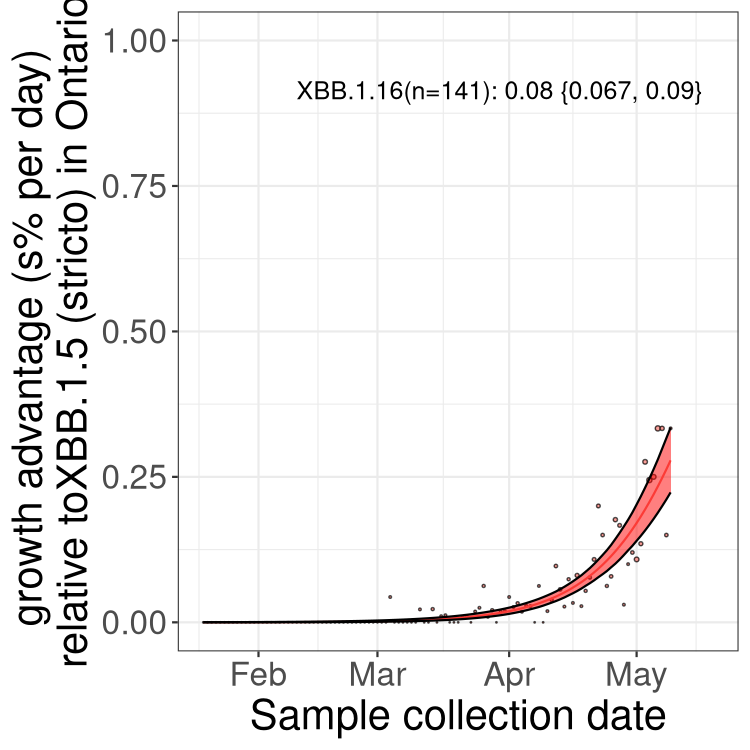 growth advantage (s% per day)
relative toXBB.1.5 (stricto) in Ontario
1.00
0.75
0.50
0.25
0.00
XBB.1.16(n=141): 0.08 {0.067, 0.09}
Feb Mar Apr May
Sample collection date